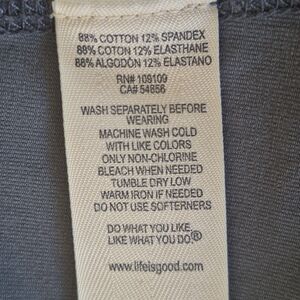 88% COTTON 12% SPANDEX
88% COTON 12% ELASTHANE
88% ALGODÓN 12% ELASTANO
RN# 109109
CA# 54856
WASH SEPARATELY BEFORE
WEARING
MACHINE WASH COLD
WITH LIKE COLORS
ONLY NON-CHLORINE
BLEACH WHEN NEEDED
TUMBLE DRY LOW
WARM IRON IF NEEDED
DO NOT USE SOFTENERS
DO WHAT YOU LIKE.
LIKE WHAT YOU DO.®
www.lifeisgood.com